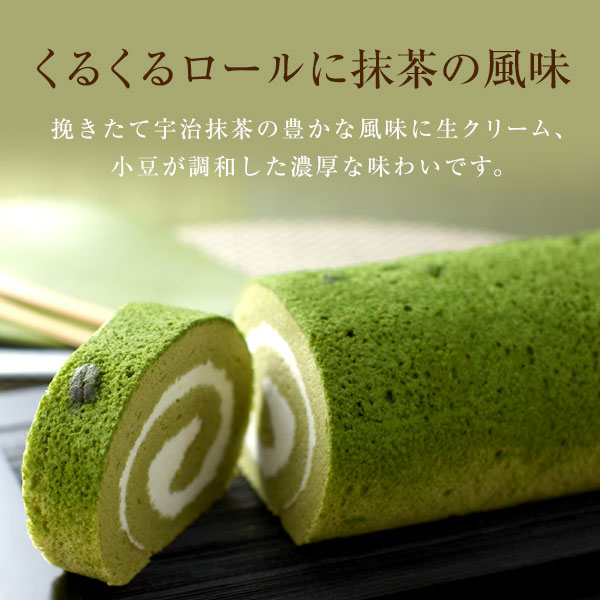 くるくるロールに抹茶の風味
挽きたて宇治抹茶の豊かな風味に生クリーム、
小豆が調和した濃厚な味わいです。